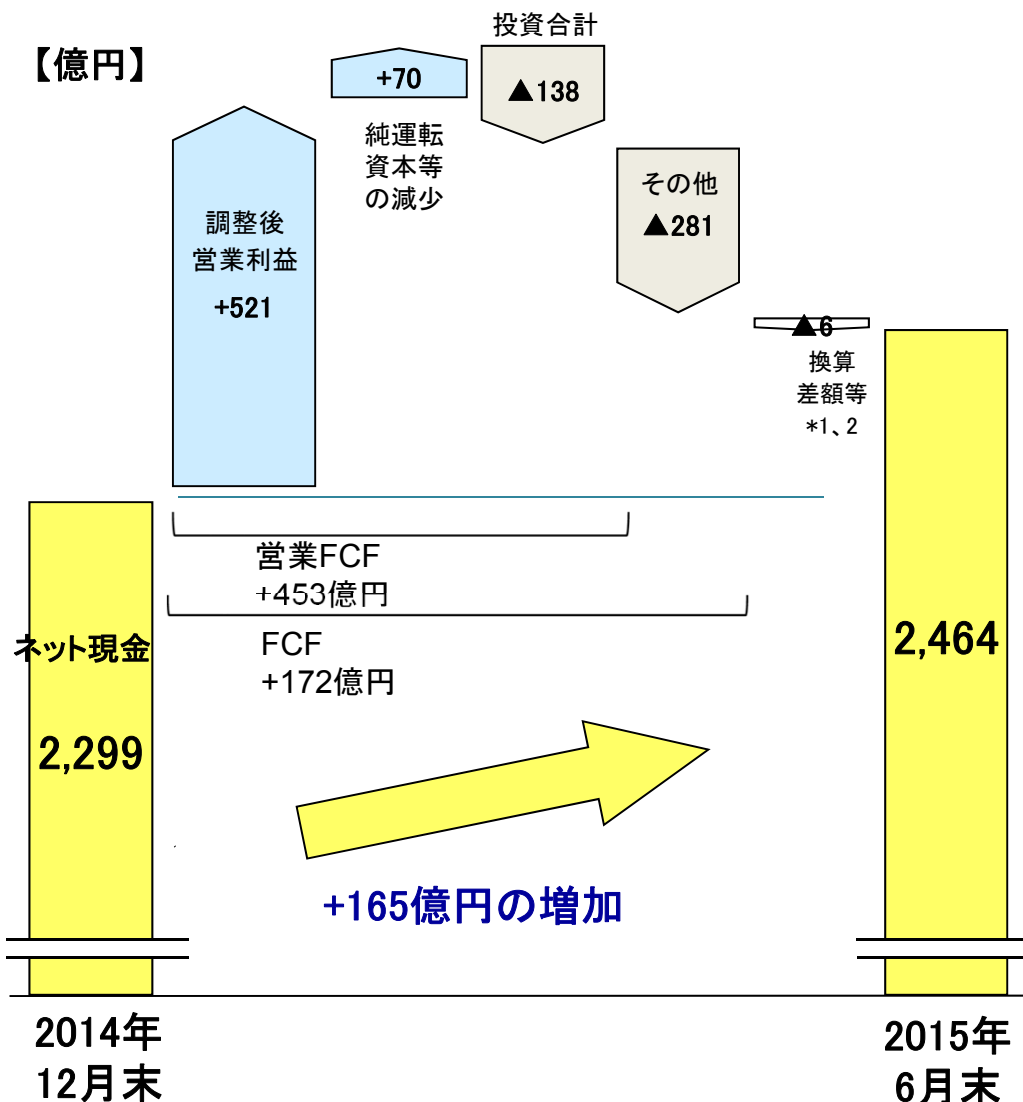 【億円】
投資合計
+70
▲138
純運転
資本等
の減少
その他
▲281
調整後
営業利益
+521
▲6
換算
差額等
*1、2
営業FCF
+453億円
FCF
+172億円
ネット現金
2,299
2,464
+165億円の増加
2014年
12月末
2015年
6月末